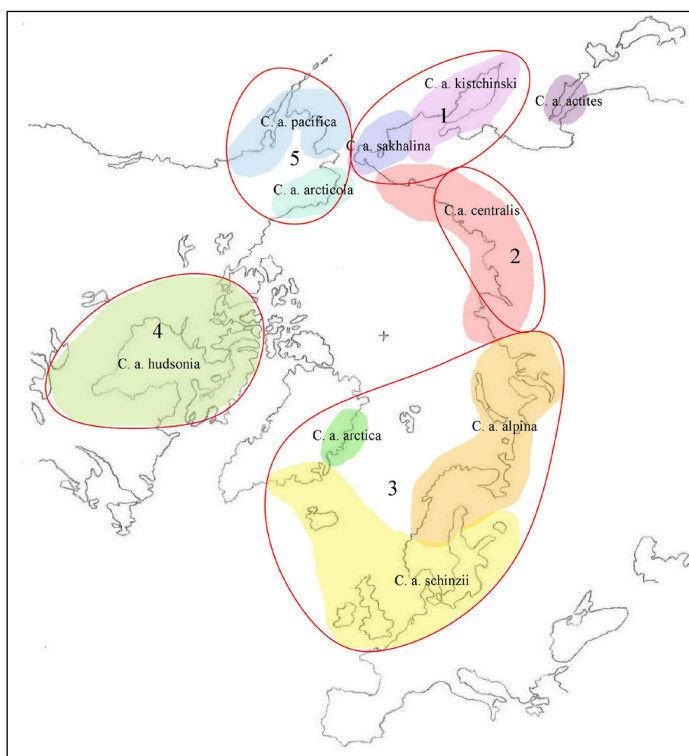 C. a. kistchinski
C. a. actites
1
C. a. pacifica
C. a. sakhalina
5
C. a. arcticola
C.a. centralis
2
4
C. a. hudsonia
C. a. alpina
C. a. arctica
3
C. a. schinzii